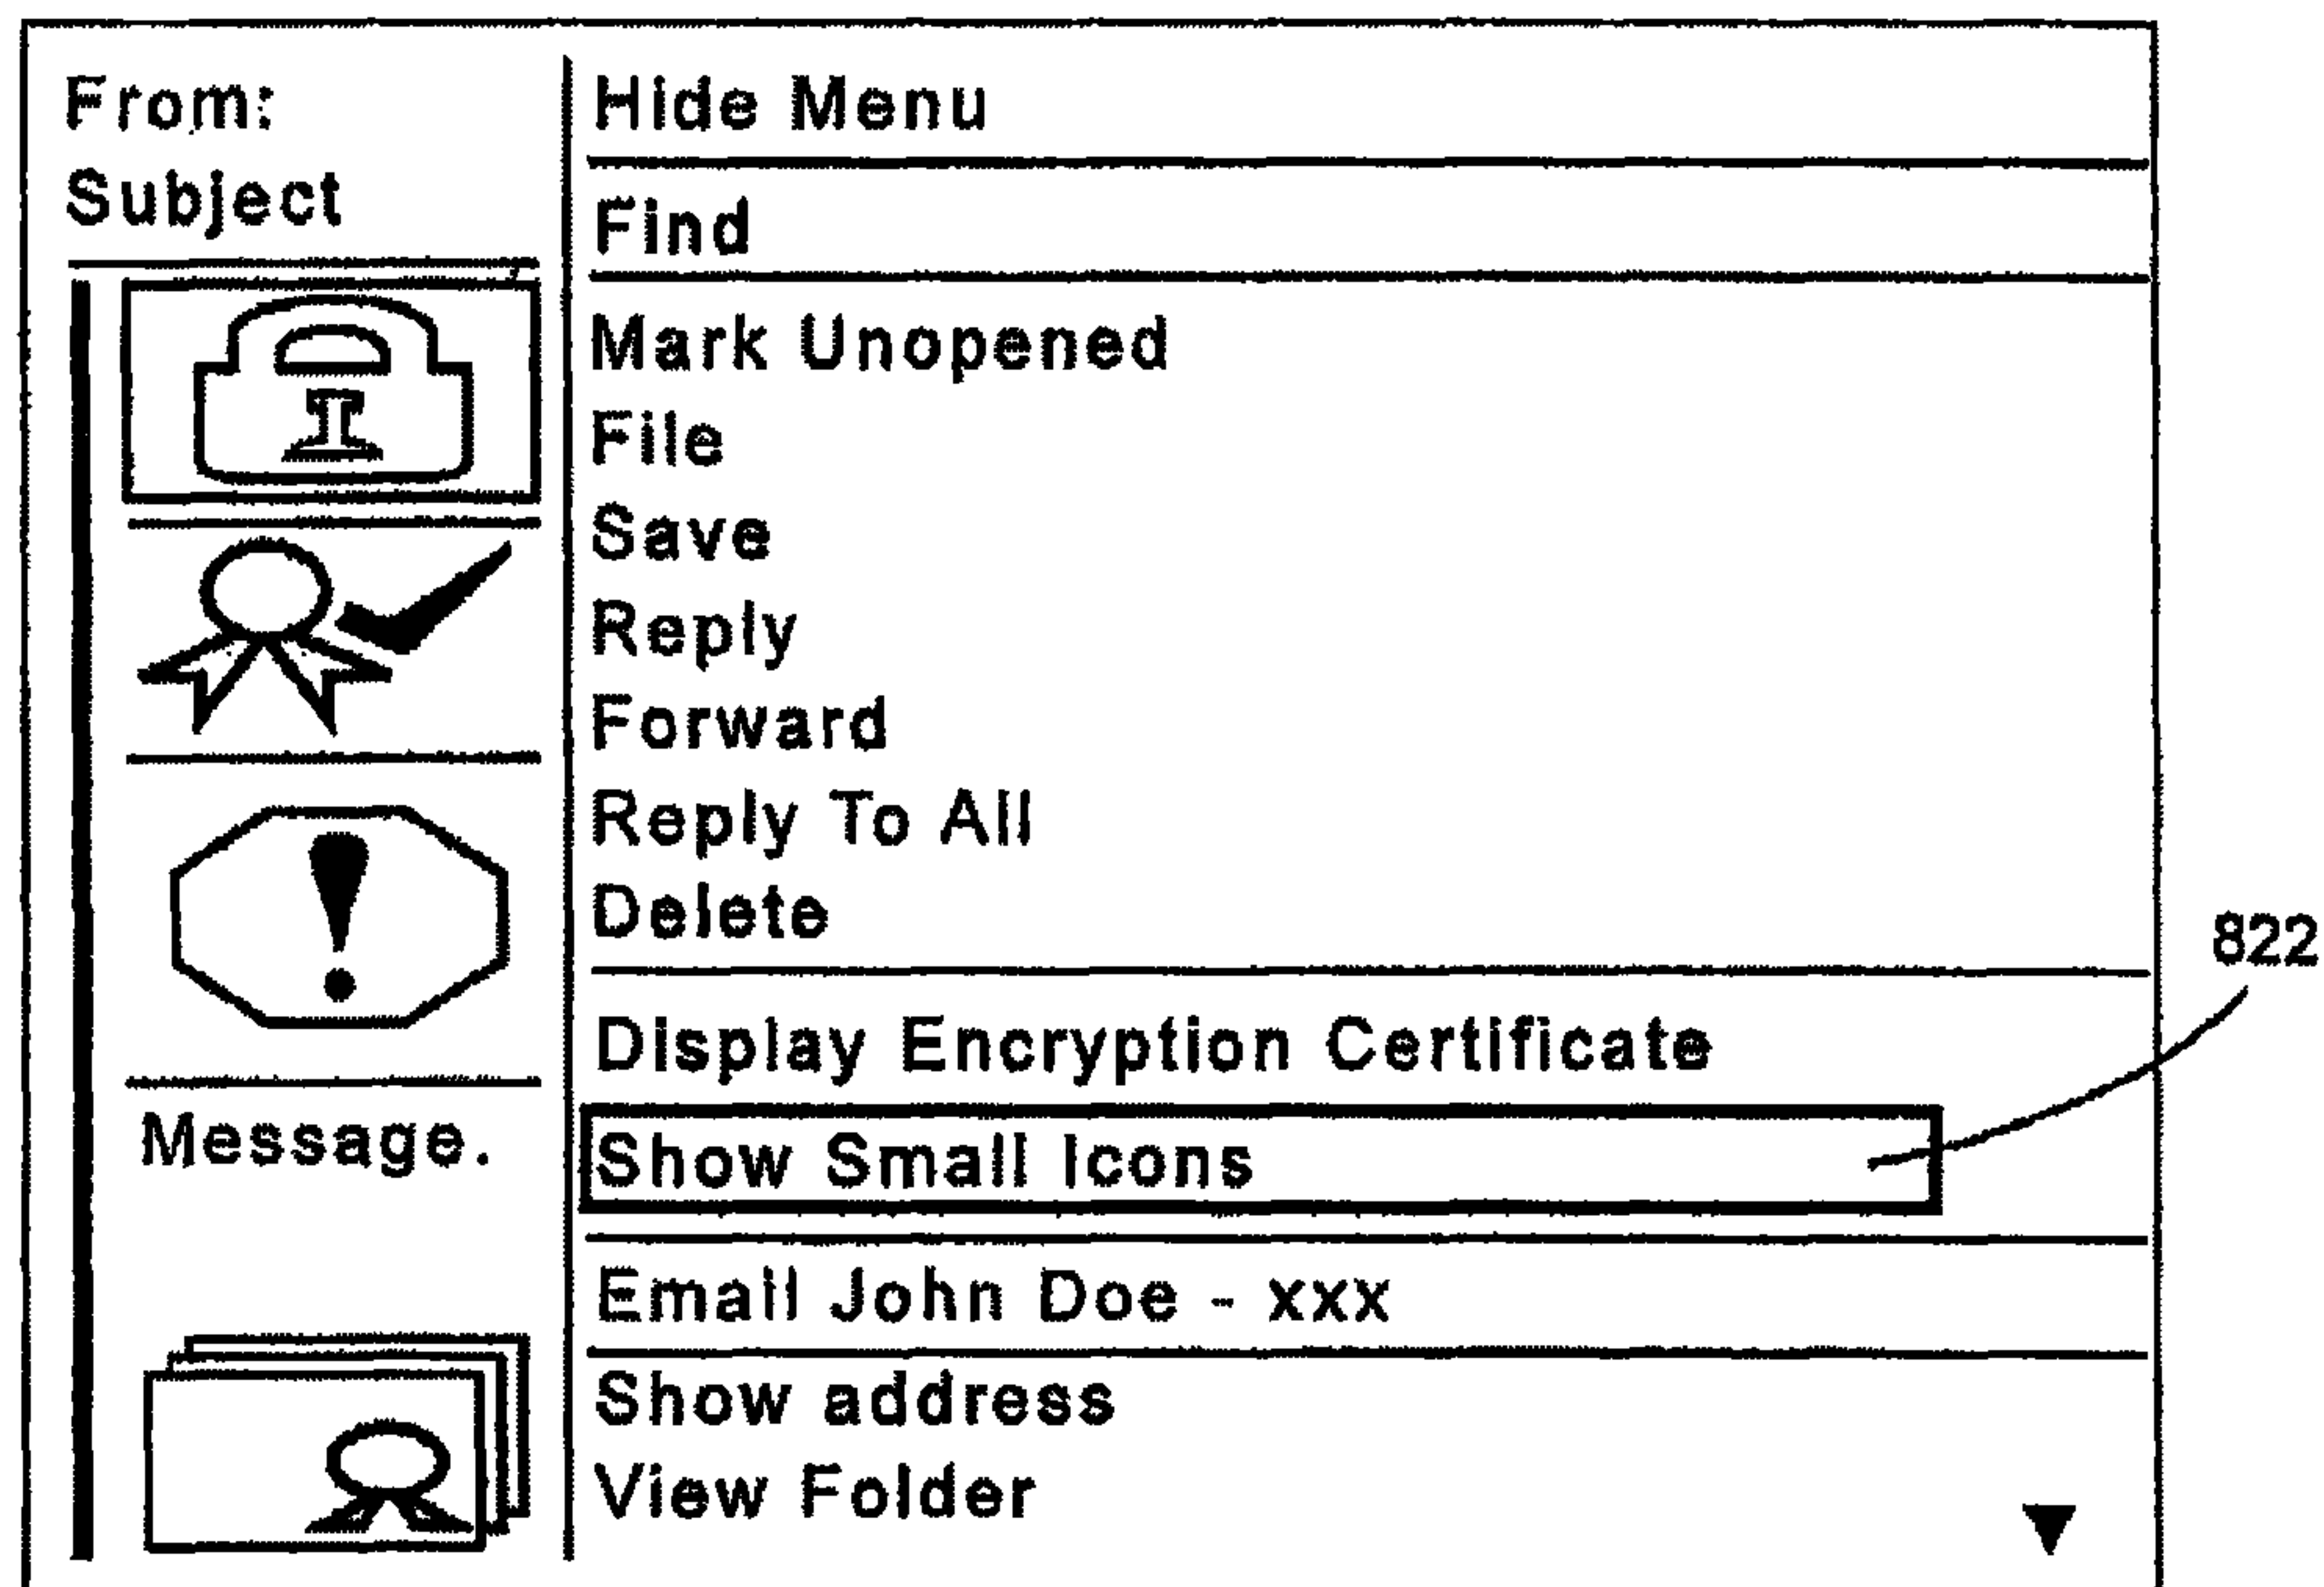 From:
Subject
Message.
Hide Menu
Find
Mark Unopened
File
Save
Reply
Forward
Reply To All
Delete
Display Encryption Certificate
Show Small Icons
Email John Doe - xxx
Show address
View Folder
822